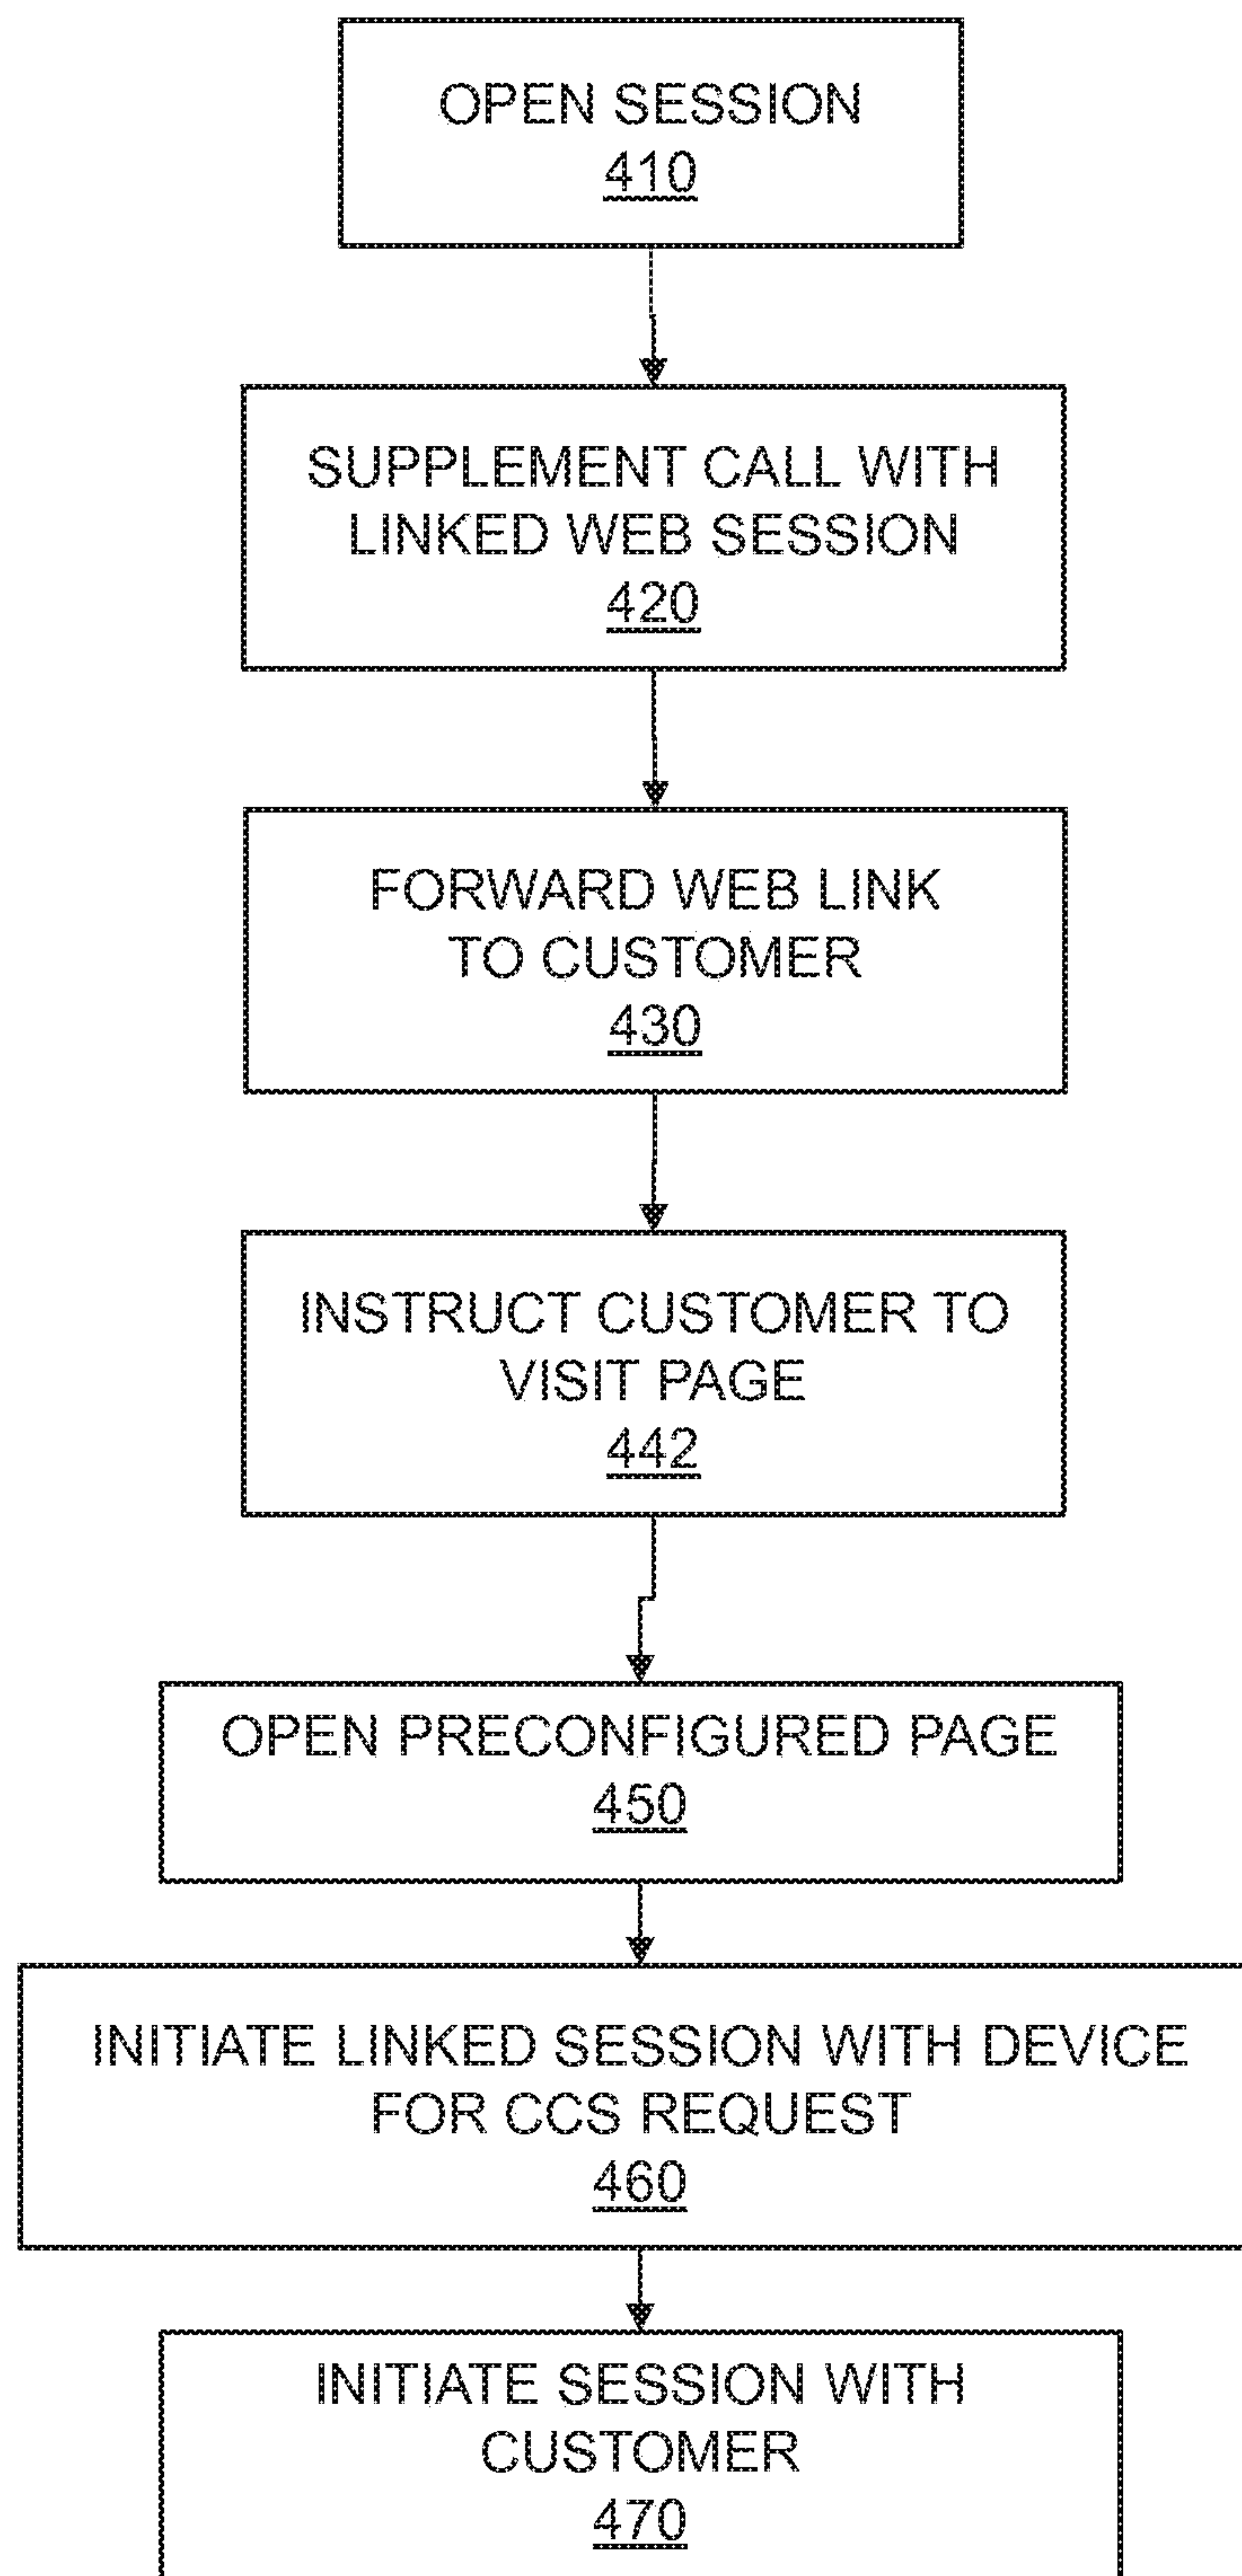 OPEN SESSION
410
SUPPLEMENT CALL WITH
LINKED WEB SESSION
420
FORWARD WEB LINK
TO CUSTOMER
430
INSTRUCT CUSTOMER TO
VISIT PAGE
442
OPEN PRECONFIGURED PAGE
450
INITIATE LINKED SESSION WITH DEVICE
FOR CCS REQUEST
460
INITIATE SESSION WITH
CUSTOMER
470